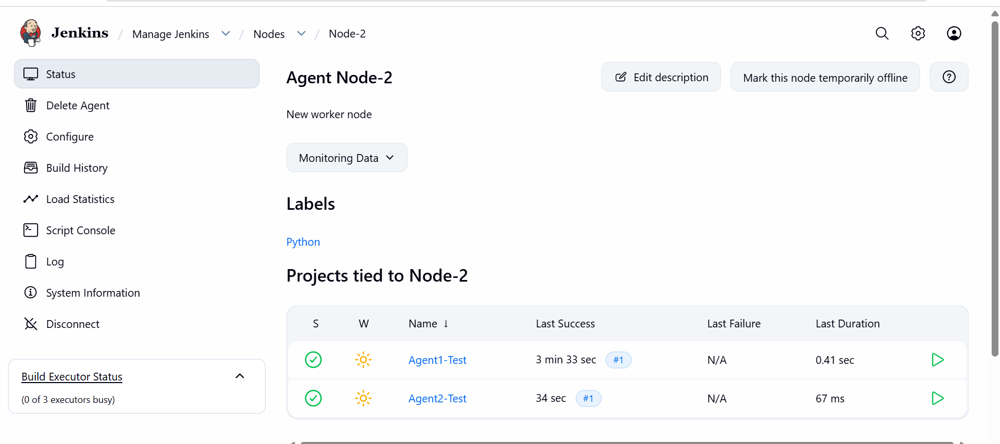 Jenkins / Manage Jenkins / Nodes / Node-2
Status
Delete Agent
Configure
Build History
Load Statistics
Script Console
Log
System Information
Disconnect
Build Executor Status
(0 of 3 executors busy)
Agent Node-2
Edit description
Mark this node temporarily offline
?
New worker node
Monitoring Data
Labels
Python
Projects tied to Node-2
S W Name ↓ Last Success Last Failure Last Duration
Agent1-Test 3 min 33 sec #1 N/A 0.41 sec
Agent2-Test 34 sec #1 N/A 67 ms